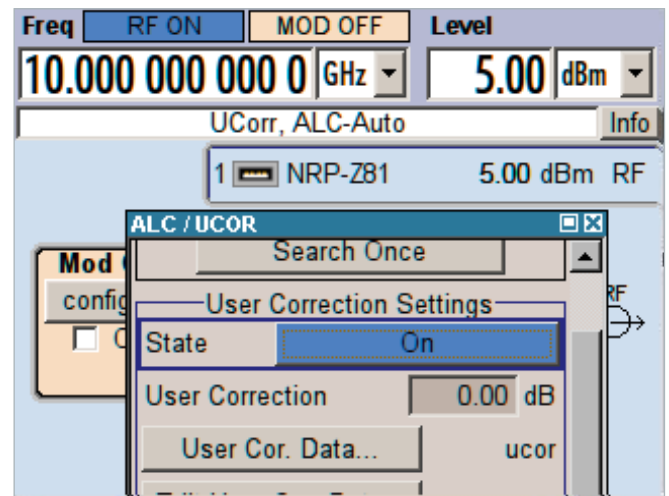 Freq RF ON MOD OFF Level
10.000 000 000 0 GHz 5.00 dBm
UCorr, ALC-Auto Info
1 NRP-Z81 5.00 dBm RF
ALC / UCOR
Search Once
Mod
config
User Correction Settings
RF
State On
User Correction 0.00 dB
User Cor. Data... ucor